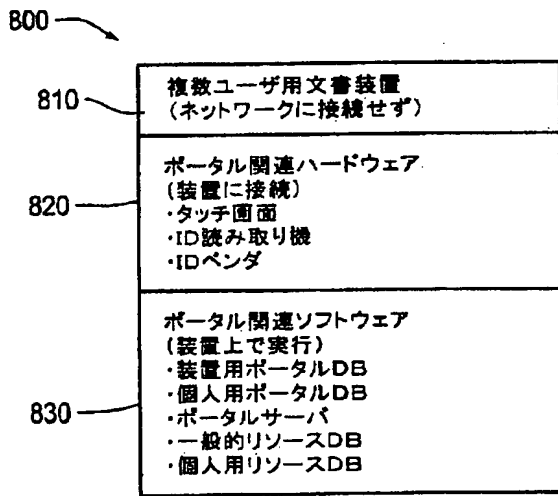 800
810
複数ユーザ用文書装置
(ネットワークに接続せず)
820
ポータル関連ハードウェア
(装置に接続)
・タッチ画面
・ID読み取り機
・IDベンダ
830
ポータル関連ソフトウェア
(装置上で実行)
・装置用ポータルDB
・個人用ポータルDB
・ポータルサーバ
・一般的リソースDB
・個人用リソースDB